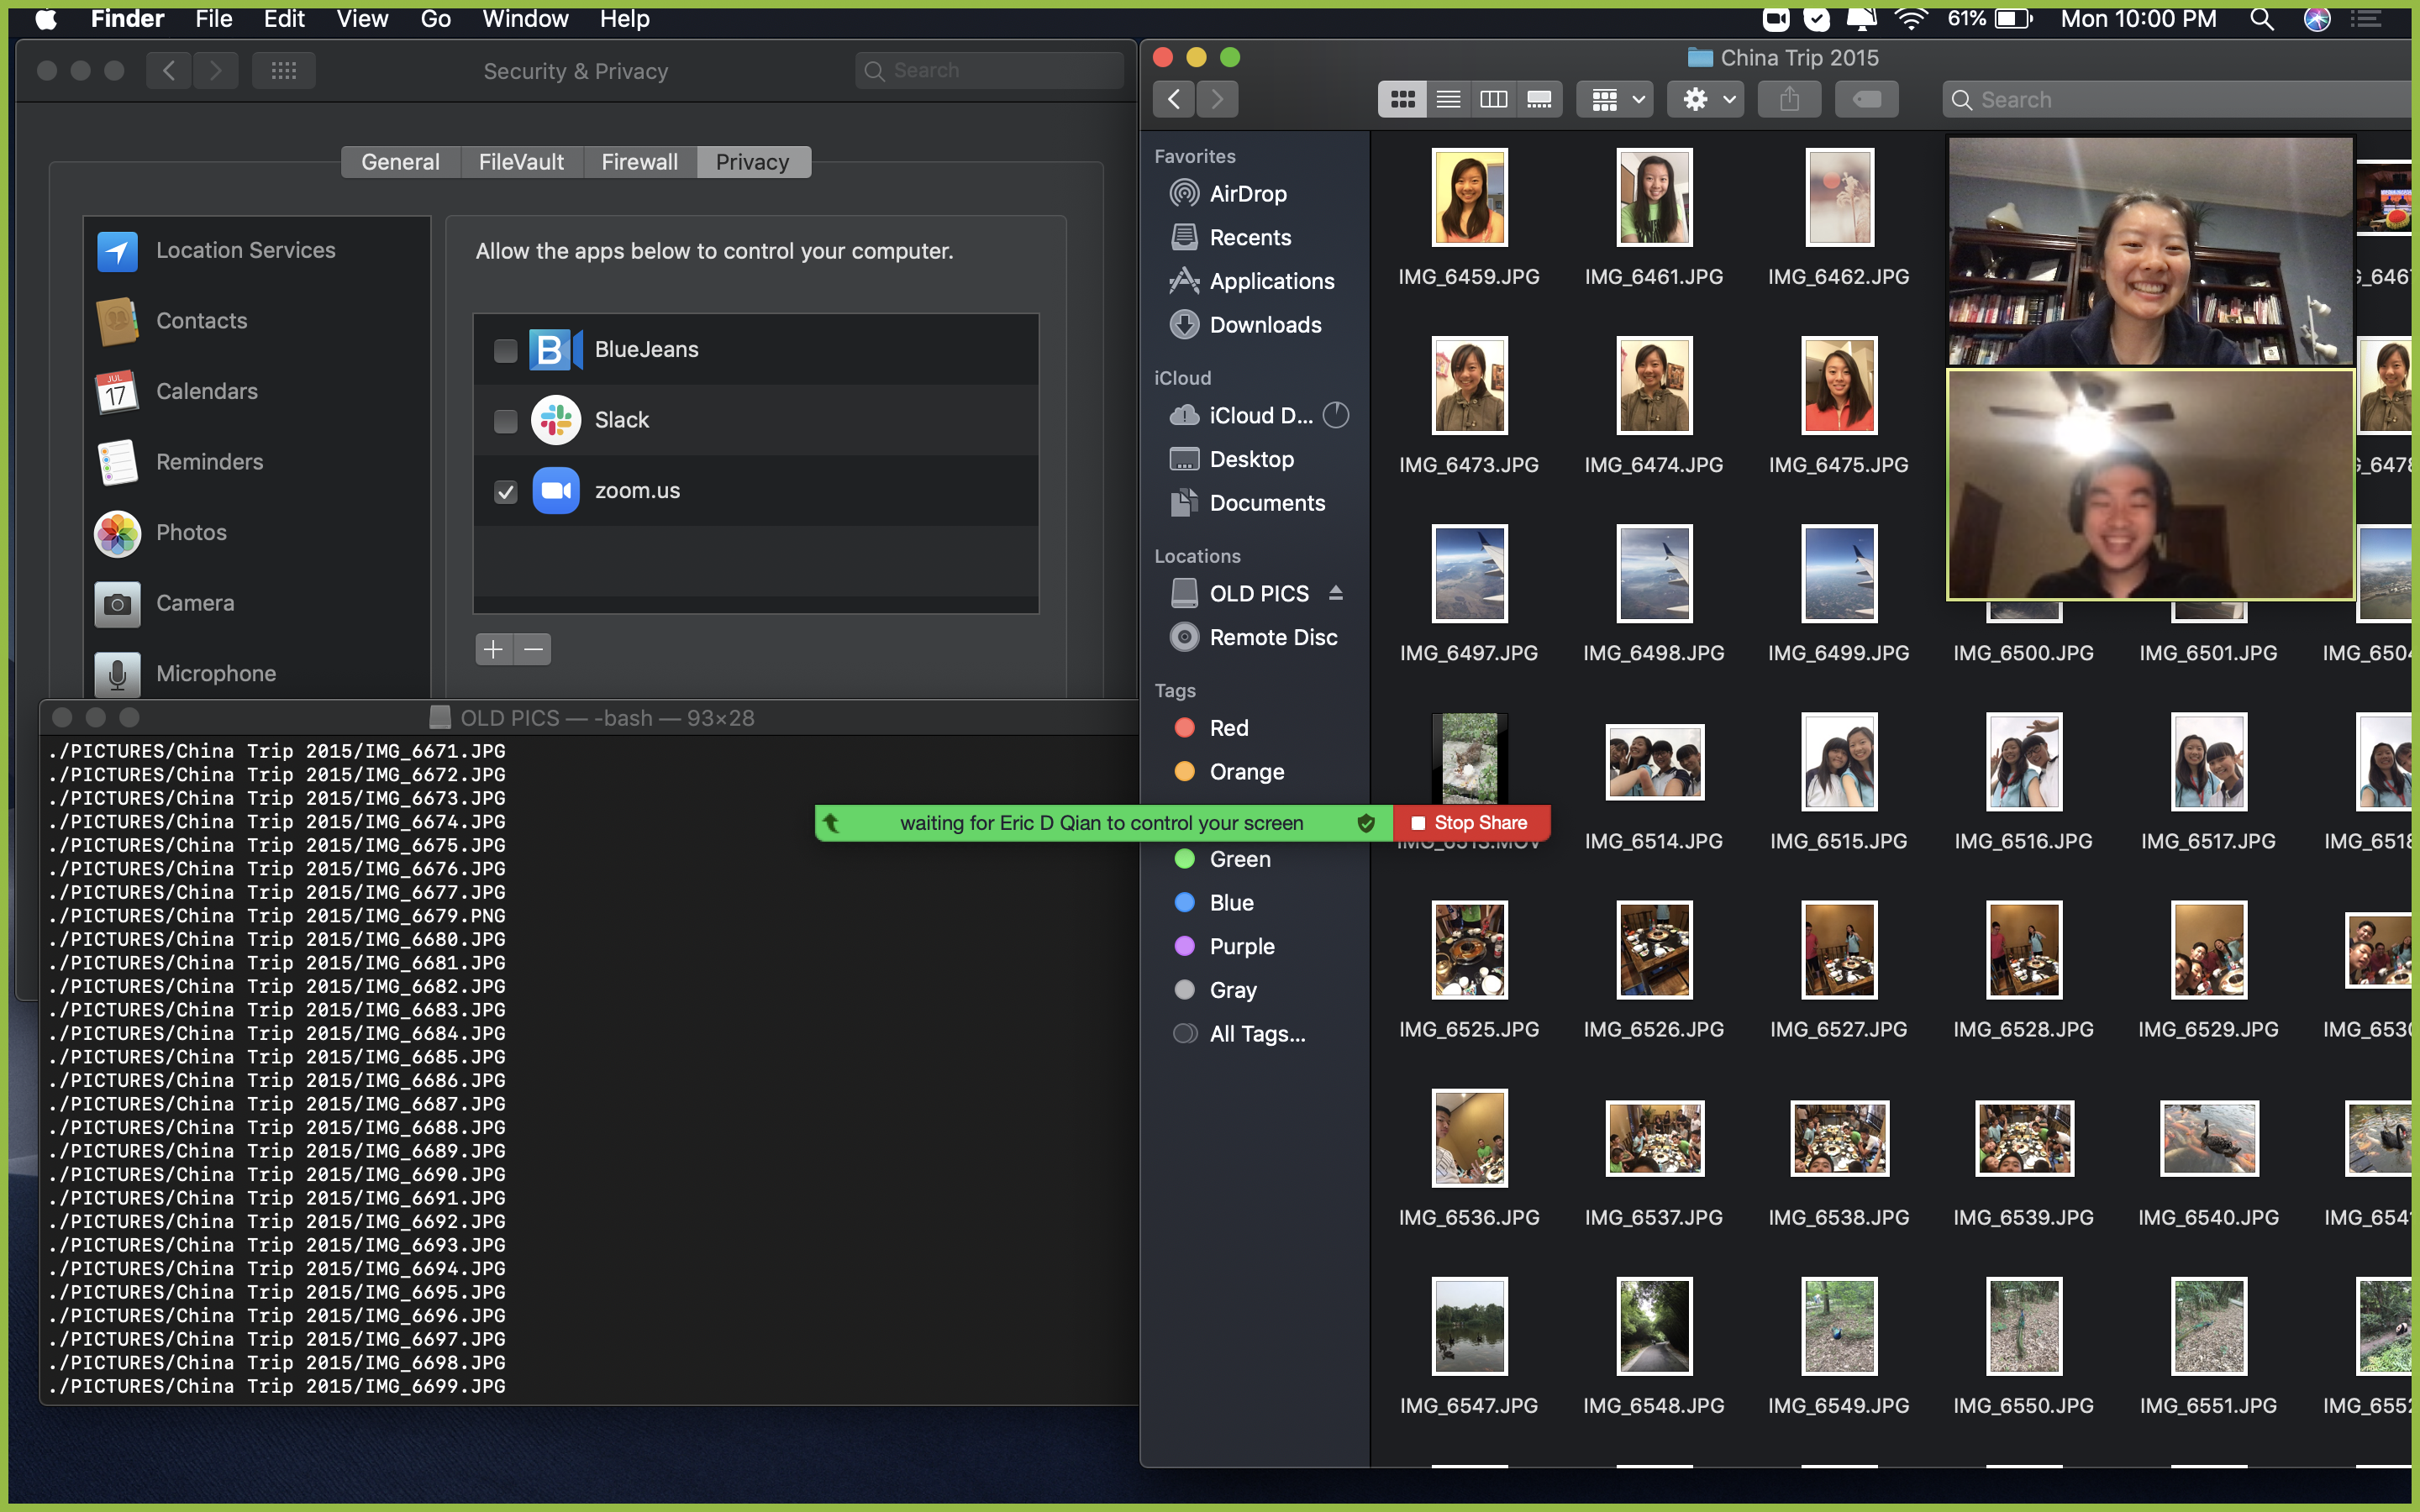 Finder File Edit View Go Window Help
61% Mon 10:00 PM
Security & Privacy
Search
General FileVault Firewall Privacy
Location Services
Contacts
JUL
17
Calendars
Reminders
Photos
Camera
Microphone
Allow the apps below to control your computer.
B BlueJeans
Slack
zoom.us
OLD PICS — -bash — 93×28
./PICTURES/China Trip 2015/IMG_6671.JPG
./PICTURES/China Trip 2015/IMG_6672.JPG
./PICTURES/China Trip 2015/IMG_6673.JPG
./PICTURES/China Trip 2015/IMG_6674.JPG
./PICTURES/China Trip 2015/IMG_6675.JPG
./PICTURES/China Trip 2015/IMG_6676.JPG
./PICTURES/China Trip 2015/IMG_6677.JPG
./PICTURES/China Trip 2015/IMG_6679.PNG
./PICTURES/China Trip 2015/IMG_6680.JPG
./PICTURES/China Trip 2015/IMG_6681.JPG
./PICTURES/China Trip 2015/IMG_6682.JPG
./PICTURES/China Trip 2015/IMG_6683.JPG
./PICTURES/China Trip 2015/IMG_6684.JPG
./PICTURES/China Trip 2015/IMG_6685.JPG
./PICTURES/China Trip 2015/IMG_6686.JPG
./PICTURES/China Trip 2015/IMG_6687.JPG
./PICTURES/China Trip 2015/IMG_6688.JPG
./PICTURES/China Trip 2015/IMG_6689.JPG
./PICTURES/China Trip 2015/IMG_6690.JPG
./PICTURES/China Trip 2015/IMG_6691.JPG
./PICTURES/China Trip 2015/IMG_6692.JPG
./PICTURES/China Trip 2015/IMG_6693.JPG
./PICTURES/China Trip 2015/IMG_6694.JPG
./PICTURES/China Trip 2015/IMG_6695.JPG
./PICTURES/China Trip 2015/IMG_6696.JPG
./PICTURES/China Trip 2015/IMG_6697.JPG
./PICTURES/China Trip 2015/IMG_6698.JPG
./PICTURES/China Trip 2015/IMG_6699.JPG
waiting for Eric D Qian to control your screen
Stop Share
China Trip 2015
Search
Favorites
AirDrop
Recents
Applications
Downloads
iCloud
iCloud D...
Desktop
Documents
Locations
OLD PICS
Remote Disc
Tags
Red
Orange
Green
Blue
Purple
Gray
All Tags...
IMG_6459.JPG IMG_6461.JPG IMG_6462.JPG
IMG_6473.JPG IMG_6474.JPG IMG_6475.JPG
IMG_6497.JPG IMG_6498.JPG IMG_6499.JPG IMG_6500.JPG IMG_6501.JPG
IMG_6513.MOV IMG_6514.JPG IMG_6515.JPG IMG_6516.JPG IMG_6517.JPG
IMG_6525.JPG IMG_6526.JPG IMG_6527.JPG IMG_6528.JPG IMG_6529.JPG
IMG_6536.JPG IMG_6537.JPG IMG_6538.JPG IMG_6539.JPG IMG_6540.JPG
IMG_6547.JPG IMG_6548.JPG IMG_6549.JPG IMG_6550.JPG IMG_6551.JPG